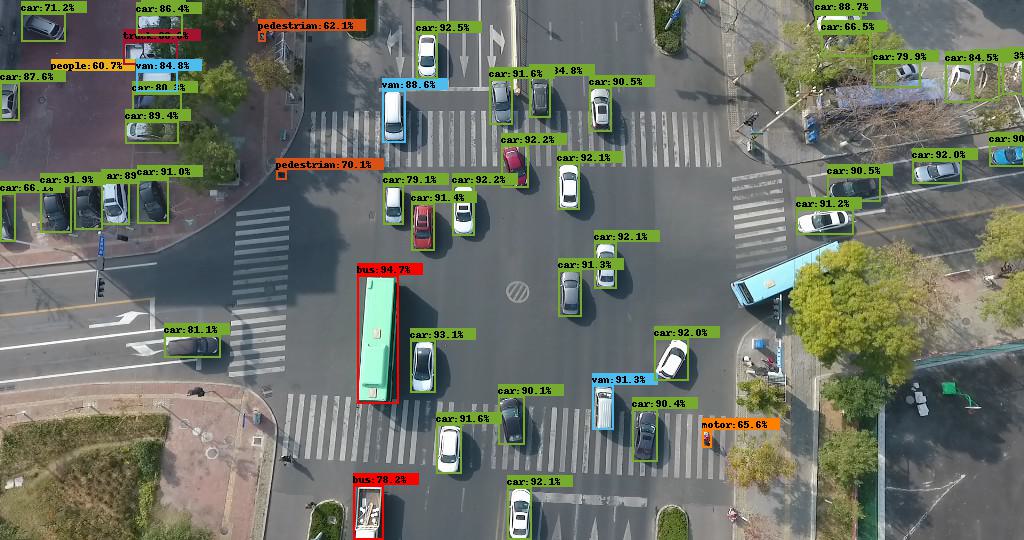 car:71.2%
car:86.4%
car:88.7%
pedestrian:62.1%
car:92.5%
66.5%
people:60.7%
van:84.8%
car:79.9%
car:84.5%
3%
car:87.6%
car:91.6%
84.8%
car:90.5%
van:88.6%
car:89.4%
car:92.2%
car:92.1%
car:92.0%
car:90
pedestrian:70.1%
car:91.9%
ar:89
car:91.0%
car:79.1%
car:92.2%
car:90.5%
car:91.4%
car:91.2%
car:92.1%
bus:94.7%
car:91.3%
car:81.1%
car:93.1%
car:92.0%
van:91.3%
car:90.1%
car:90.4%
car:91.6%
motor:65.6%
bus:78.2%
car:92.1%